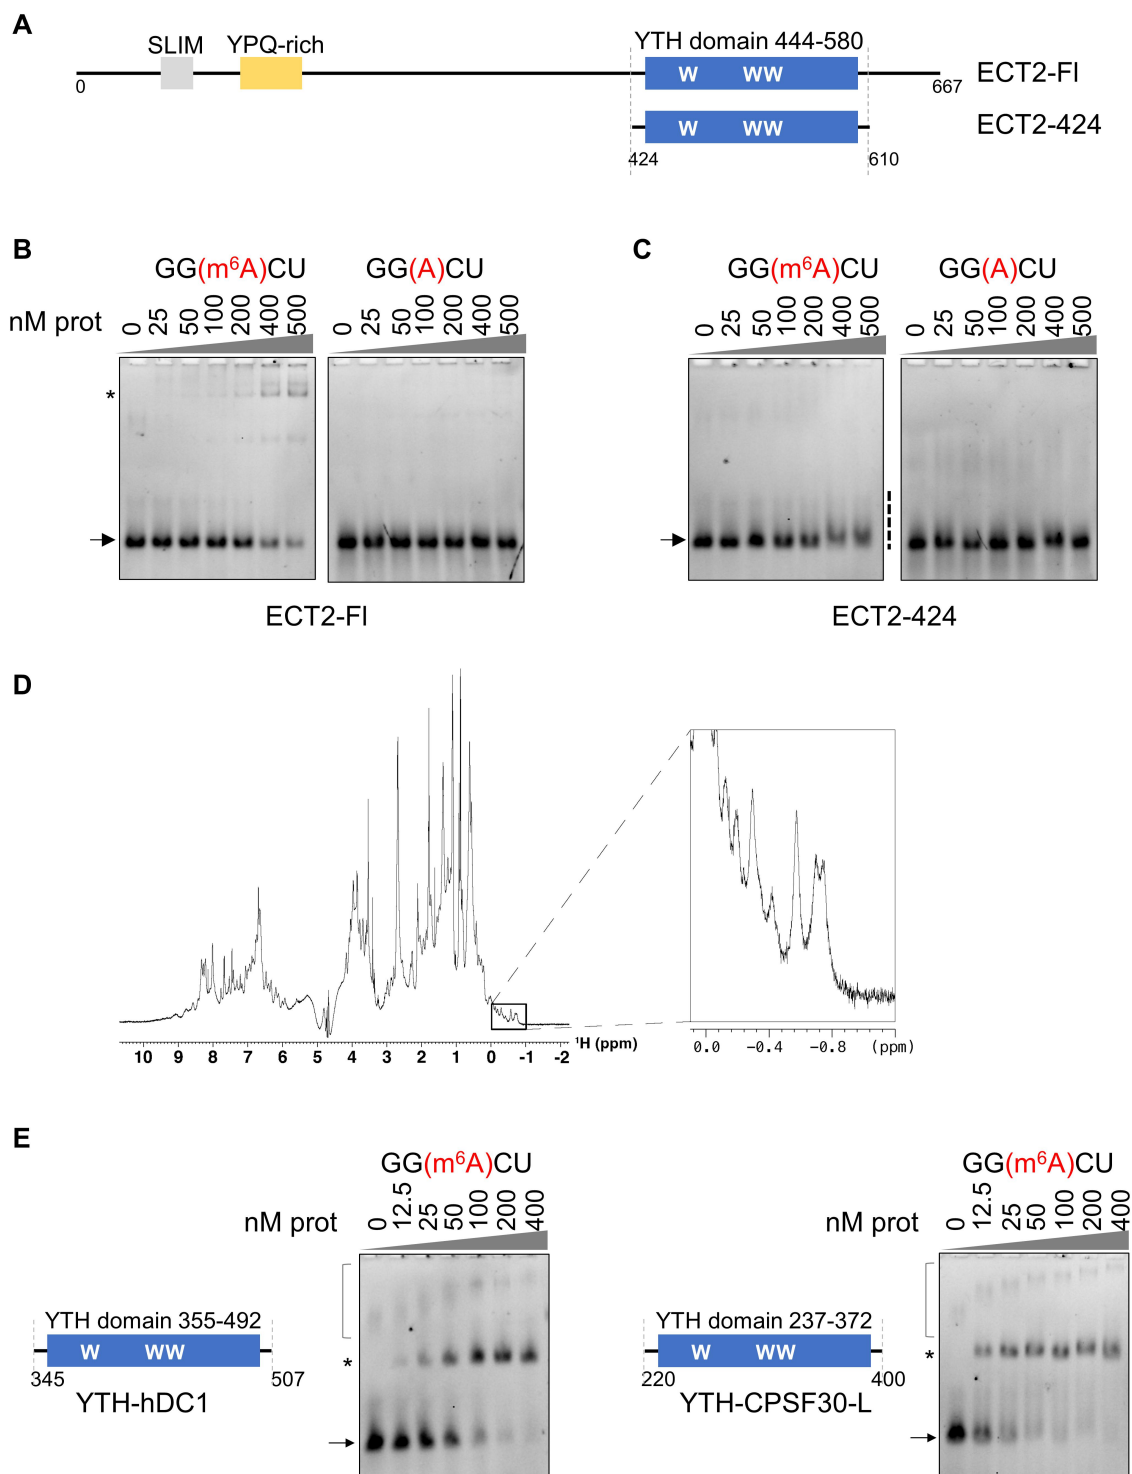 A
SLIM YPQ-rich YTH domain 444-580
W WW ECT2-Fl
0 667
W WW ECT2-424
424 610
B C
GG(m⁶A)CU GG(A)CU GG(m⁶A)CU GG(A)CU
nM prot 0 25 50 100 200 400 500 0 25 50 100 200 400 500 0 25 50 100 200 400 500 0 25 50 100 200 400 500
*
ECT2-Fl ECT2-424
D
10 9 8 7 6 5 4 3 2 1 0 -1 -2 ¹H (ppm)
0.0 −0.4 −0.8 (ppm)
E
GG(m⁶A)CU GG(m⁶A)CU
nM prot 0 12.5 25 50 100 200 400 nM prot 0 12.5 25 50 100 200 400
YTH domain 355-492 YTH domain 237-372
W WW * W WW *
345 507 220 400
YTH-hDC1 YTH-CPSF30-L